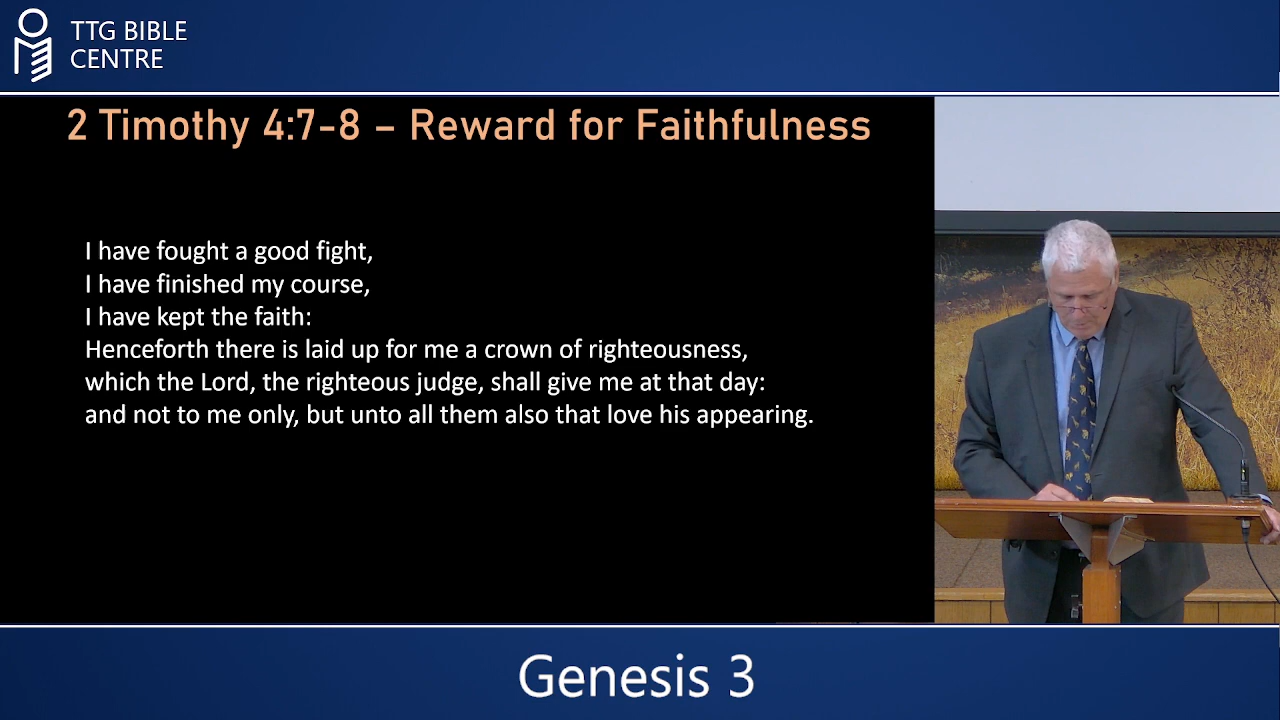 TTG BIBLE
CENTRE
2 Timothy 4:7-8 – Reward for Faithfulness
I have fought a good fight,
I have finished my course,
I have kept the faith:
Henceforth there is laid up for me a crown of righteousness,
which the Lord, the righteous judge, shall give me at that day:
and not to me only, but unto all them also that love his appearing.
Genesis 3